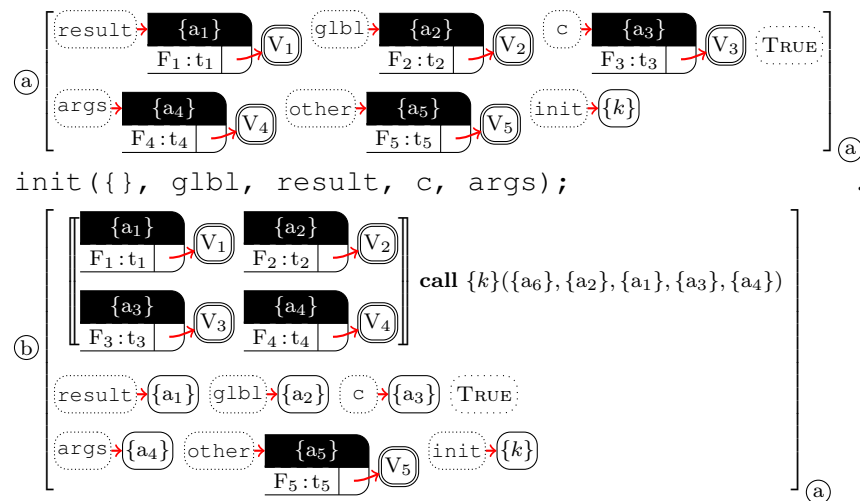 result {a₁} glbl {a₂} c {a₃} TRUE
F₁:t₁ V₁ F₂:t₂ V₂ F₃:t₃ V₃
ⓐ
args {a₄} other {a₅} init {k}
F₄:t₄ V₄ F₅:t₅ V₅
ⓐ
init({}, glbl, result, c, args);
{a₁} {a₂}
F₁:t₁ V₁ F₂:t₂ V₂
call {k}({a₆},{a₂},{a₁},{a₃},{a₄})
{a₃} {a₄}
F₃:t₃ V₃ F₄:t₄ V₄
ⓑ
result {a₁} glbl {a₂} c {a₃} TRUE
args {a₄} other {a₅} init {k}
F₅:t₅ V₅
ⓐ